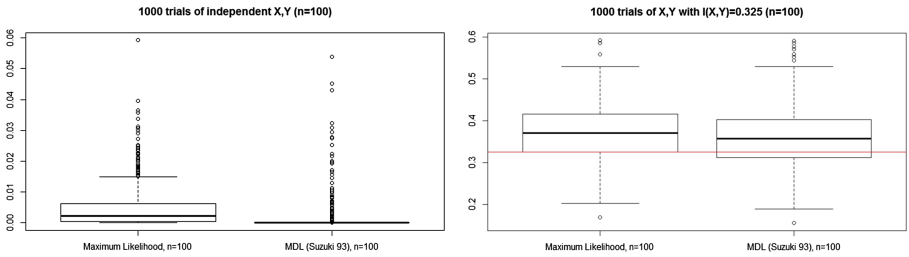 1000 trials of independent X,Y (n=100)
0.06
0.05
0.04
0.03
0.02
0.01
0.00
Maximum Likelihood, n=100
MDL (Suzuki 93), n=100
1000 trials of X,Y with I(X,Y)=0.325 (n=100)
0.6
0.5
0.4
0.3
0.2
Maximum Likelihood, n=100
MDL (Suzuki 93), n=100